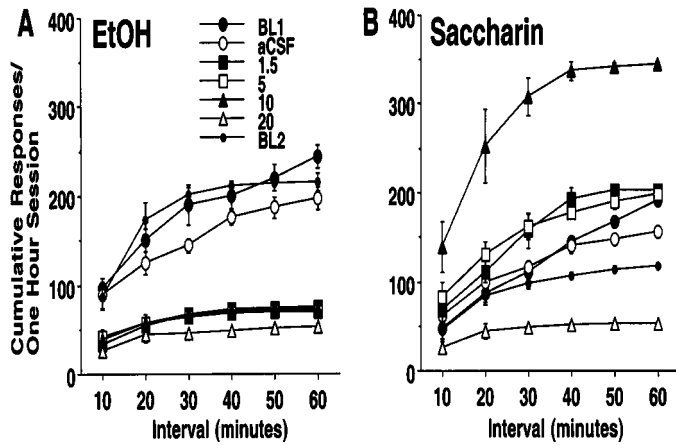 A
EtOH
BL1
aCSF
1.5
5
10
20
BL2
Cumulative Responses/
One Hour Session
400
300
200
100
0
10 20 30 40 50 60
Interval (minutes)
B
Saccharin
400
300
200
100
0
10 20 30 40 50 60
Interval (minutes)